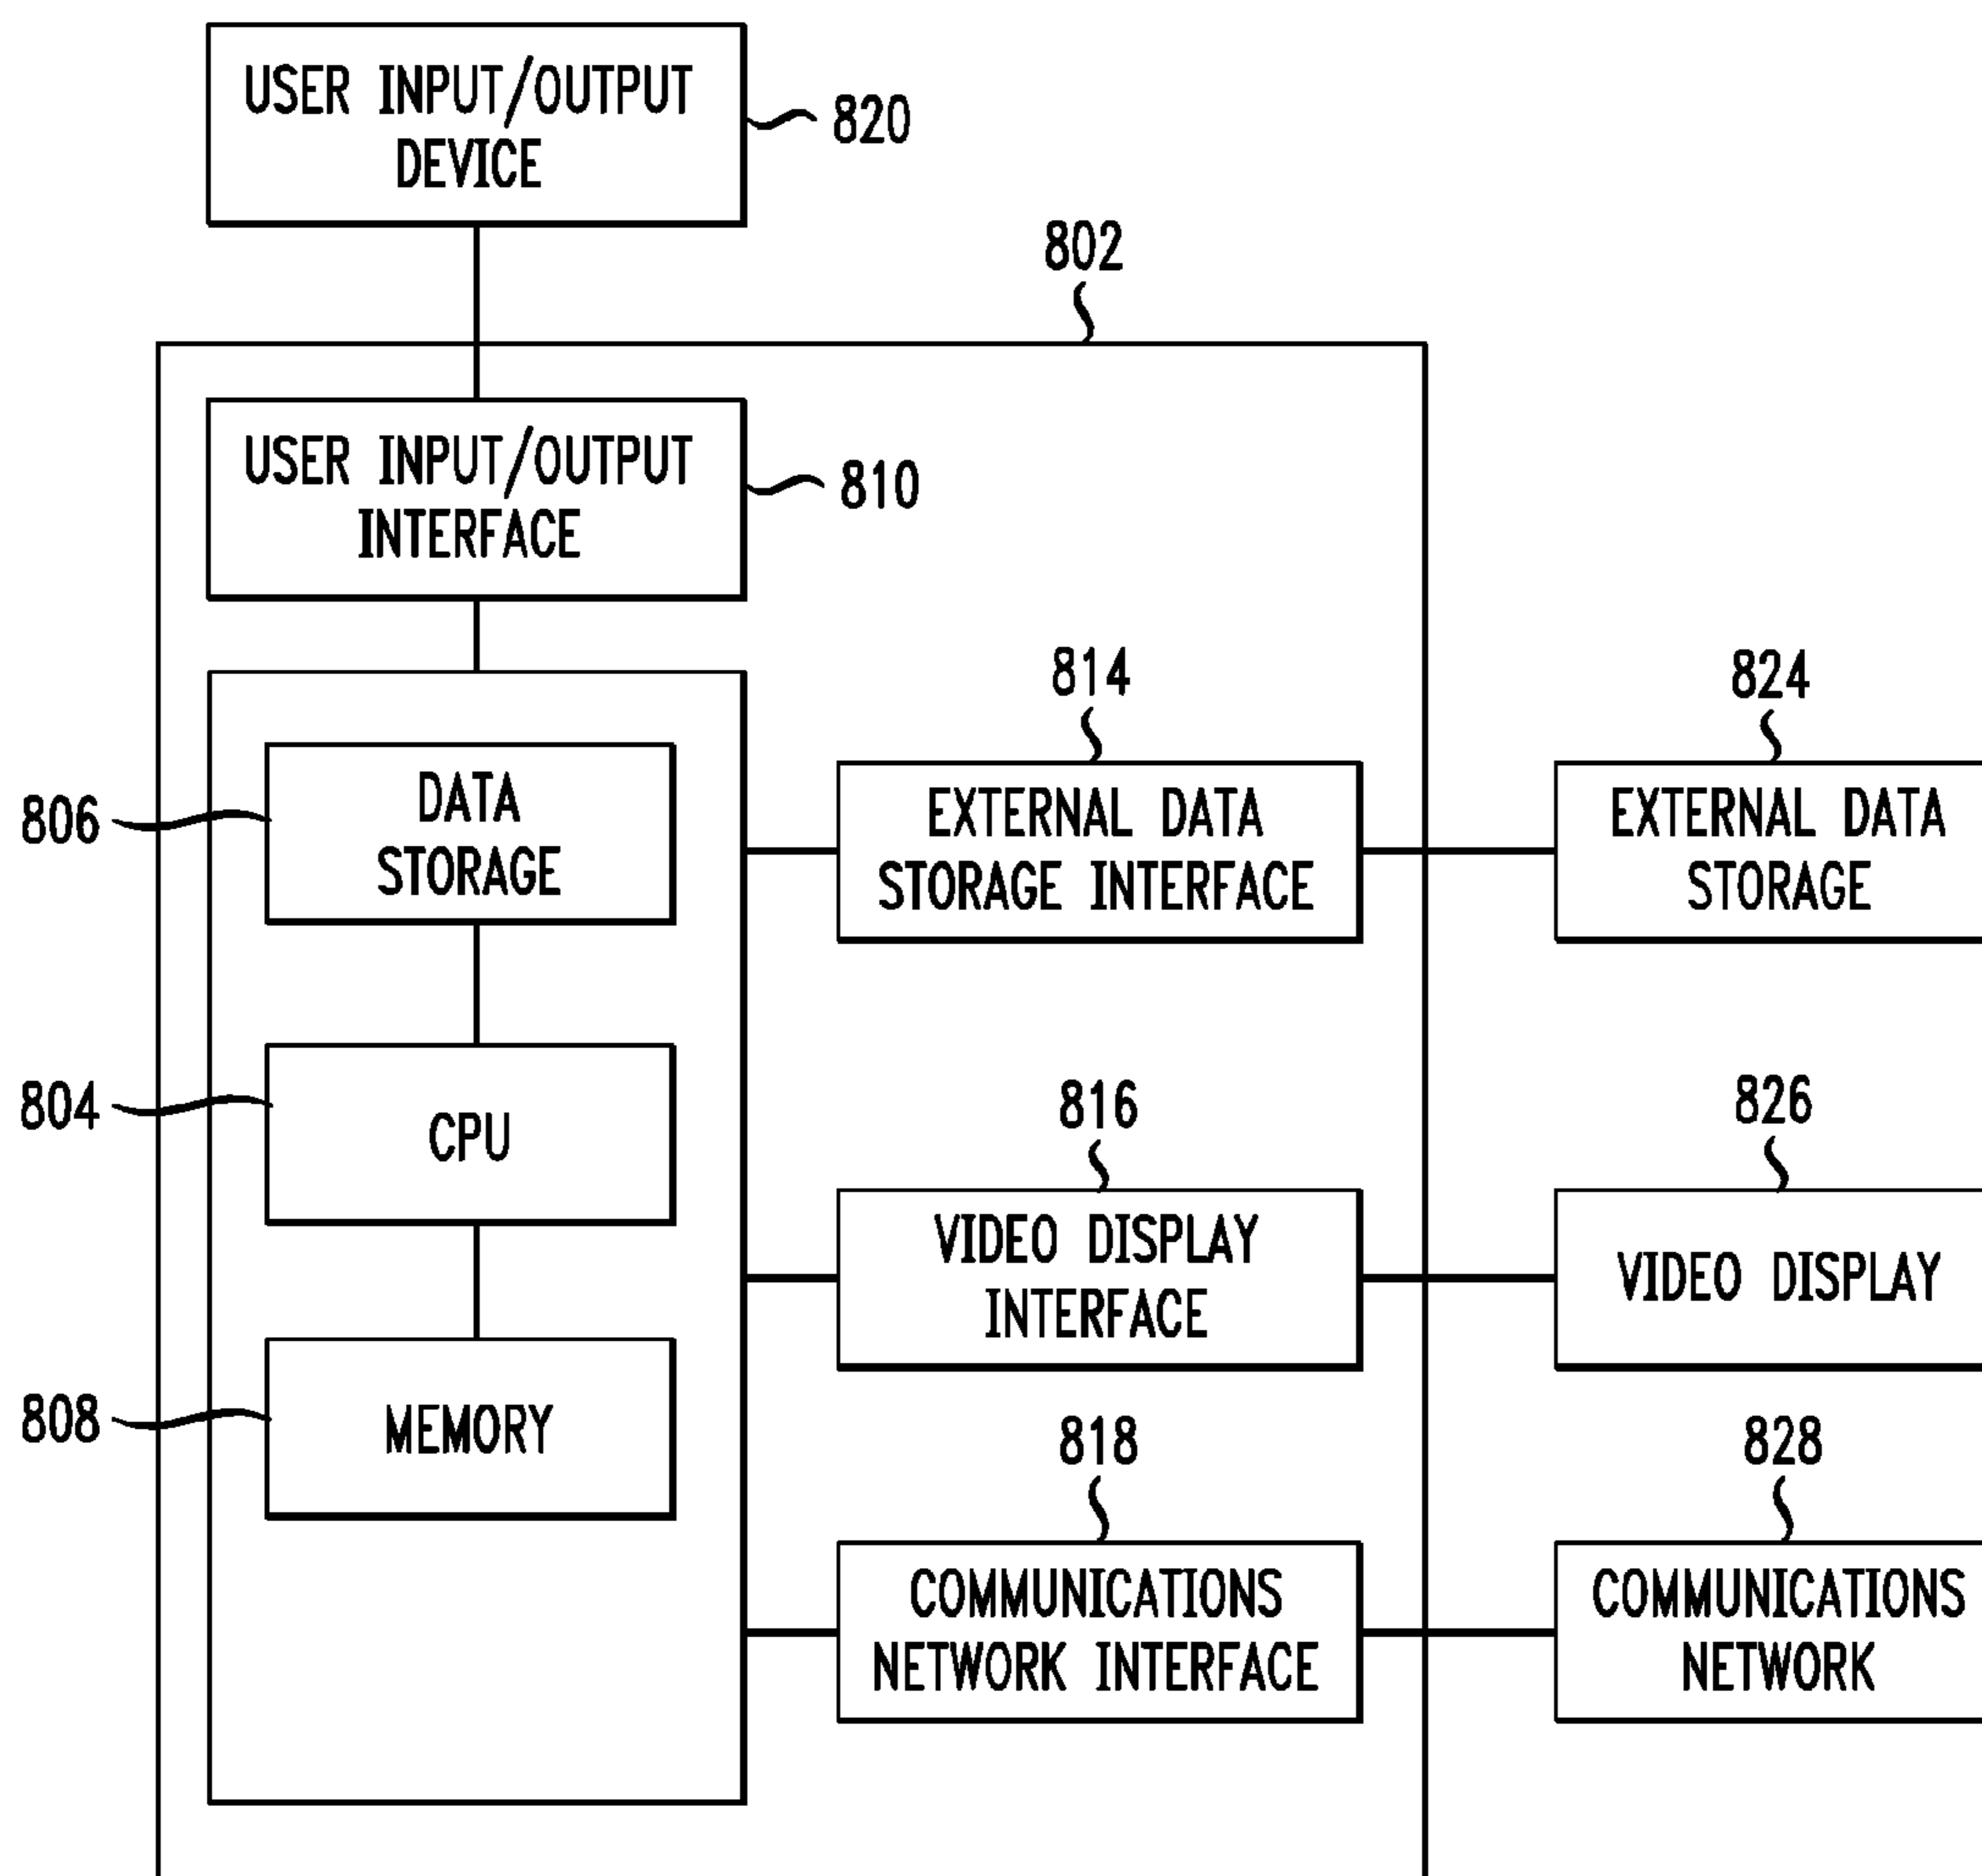 USER INPUT/OUTPUT
DEVICE
820
802
USER INPUT/OUTPUT
INTERFACE
810
814
824
806
DATA
STORAGE
EXTERNAL DATA
STORAGE INTERFACE
EXTERNAL DATA
STORAGE
804
CPU
816
826
VIDEO DISPLAY
INTERFACE
VIDEO DISPLAY
808
MEMORY
818
828
COMMUNICATIONS
NETWORK INTERFACE
COMMUNICATIONS
NETWORK